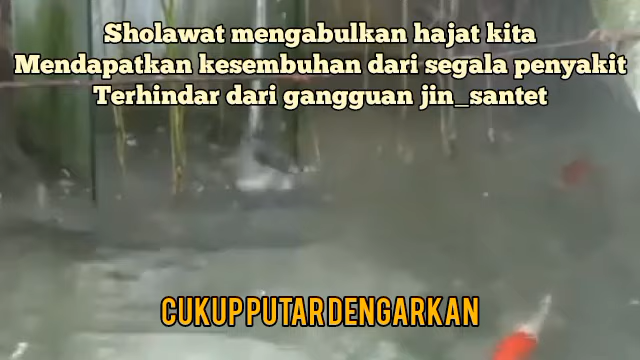 Sholawat mengabulkan hajat kita
Mendapatkan kesembuhan dari segala penyakit
Terhindar dari gangguan jin_santet
CUKUP PUTAR DENGARKAN